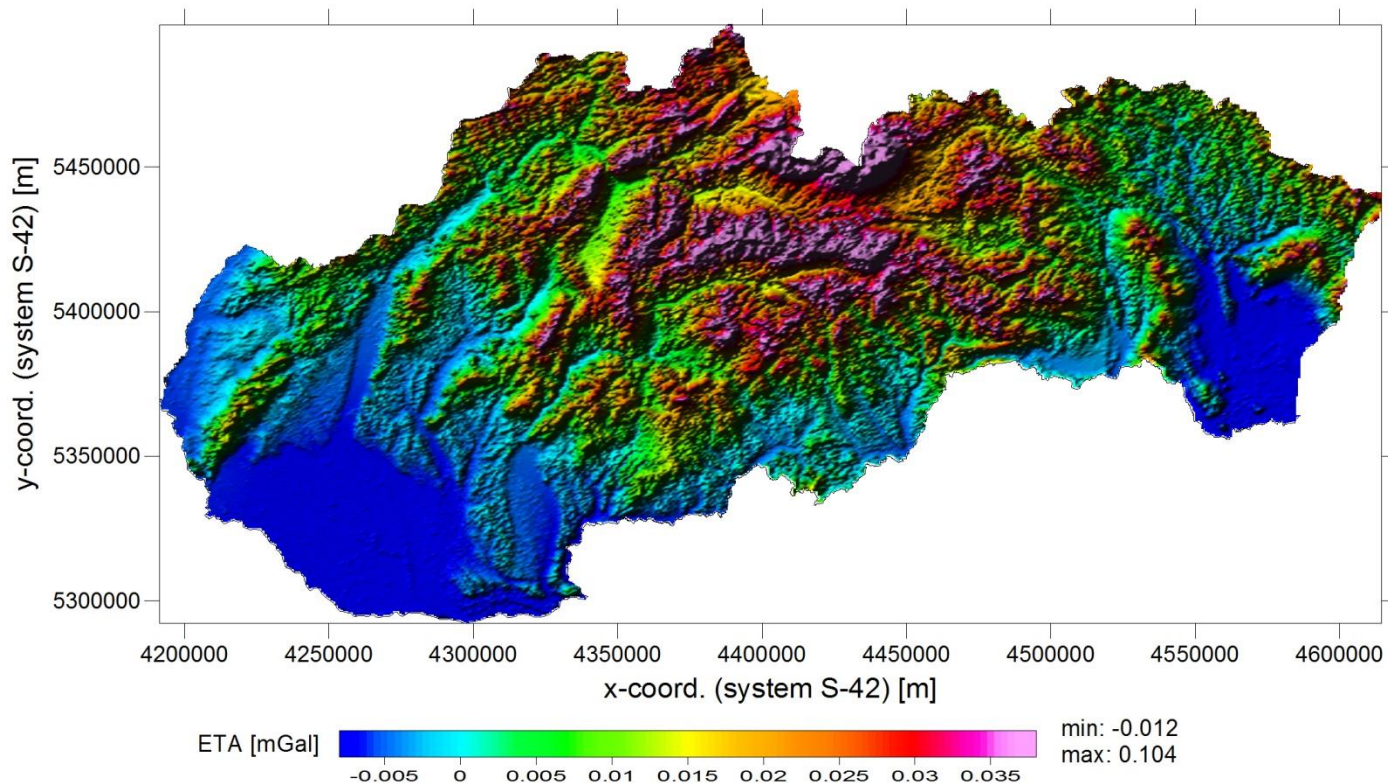 y-coord. (system S-42) [m]
5450000
5400000
5350000
5300000
4200000 4250000 4300000 4350000 4400000 4450000 4500000 4550000 4600000
x-coord. (system S-42) [m]
ETA [mGal]
-0.005 0 0.005 0.01 0.015 0.02 0.025 0.03 0.035
min: -0.012
max: 0.104